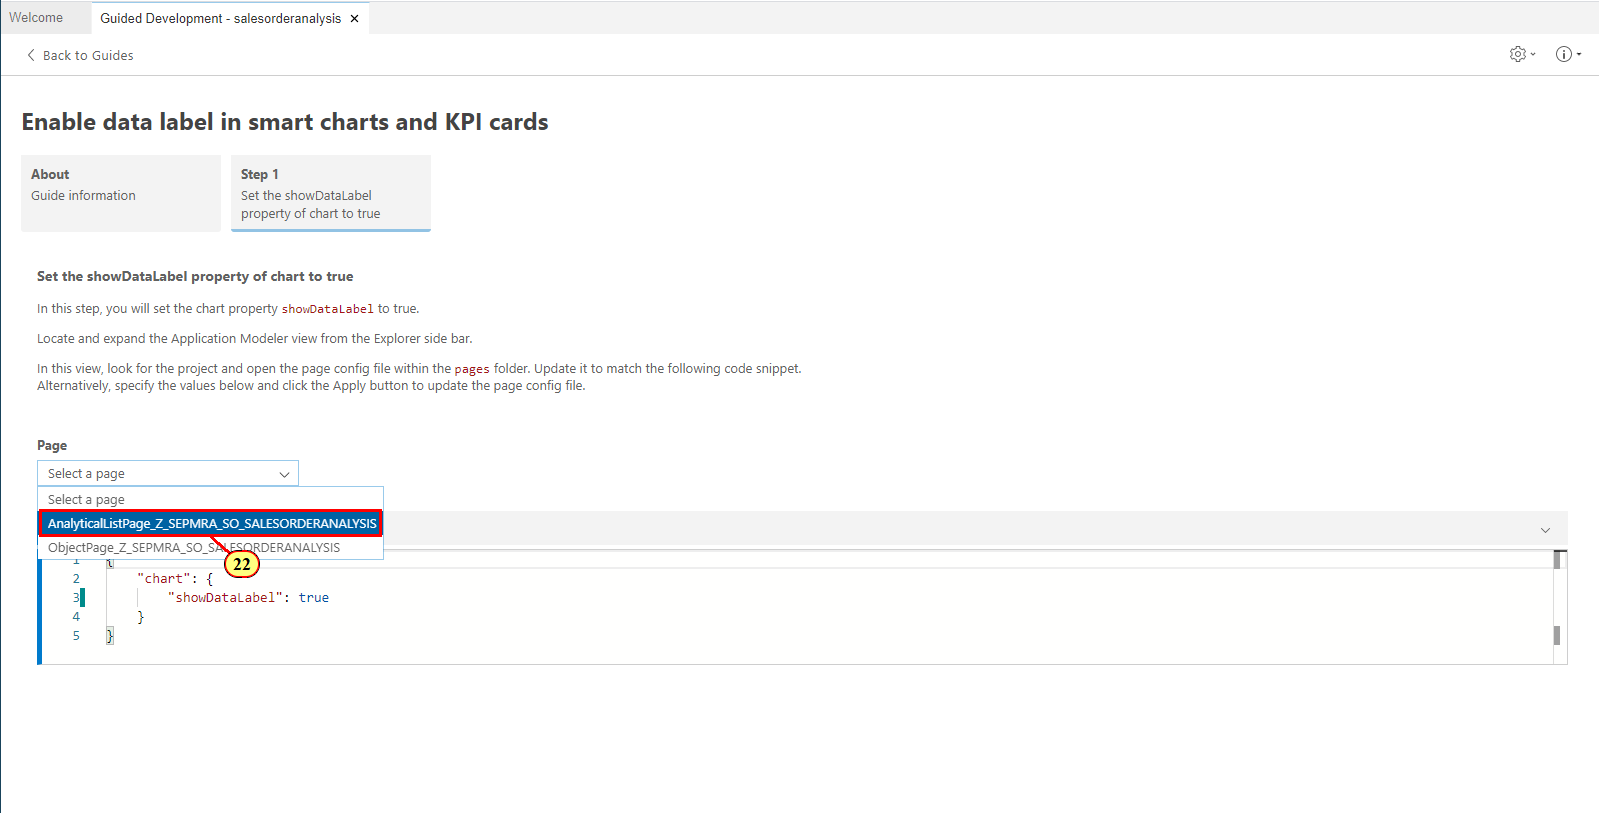 Welcome
Guided Development - salesorderanalysis
Back to Guides
Enable data label in smart charts and KPI cards
About
Guide information
Step 1
Set the showDataLabel
property of chart to true
Set the showDataLabel property of chart to true
In this step, you will set the chart property showDataLabel to true.
Locate and expand the Application Modeler view from the Explorer side bar.
In this view, look for the project and open the page config file within the pages folder. Update it to match the following code snippet.
Alternatively, specify the values below and click the Apply button to update the page config file.
Page
Select a page
Select a page
AnalyticalListPage_Z_SEPMRA_SO_SALESORDERANALYSIS
ObjectPage_Z_SEPMRA_SO_SALESORDERANALYSIS
22
1 {
2 "chart": {
3 "showDataLabel": true
4 }
5 }